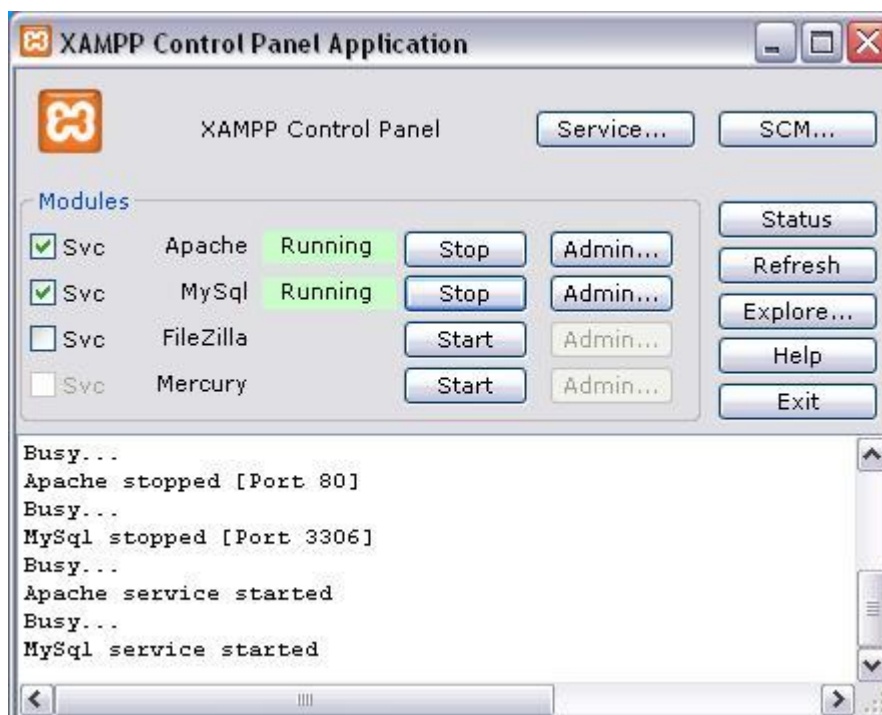 XAMPP Control Panel Application
XAMPP Control Panel Service... SCM...
Modules
Status
Svc Apache Running Stop Admin...
Refresh
Svc MySql Running Stop Admin...
Explore...
Svc FileZilla Start Admin...
Help
Svc Mercury Start Admin...
Exit
Busy...
Apache stopped [Port 80]
Busy...
MySql stopped [Port 3306]
Busy...
Apache service started
Busy...
MySql service started